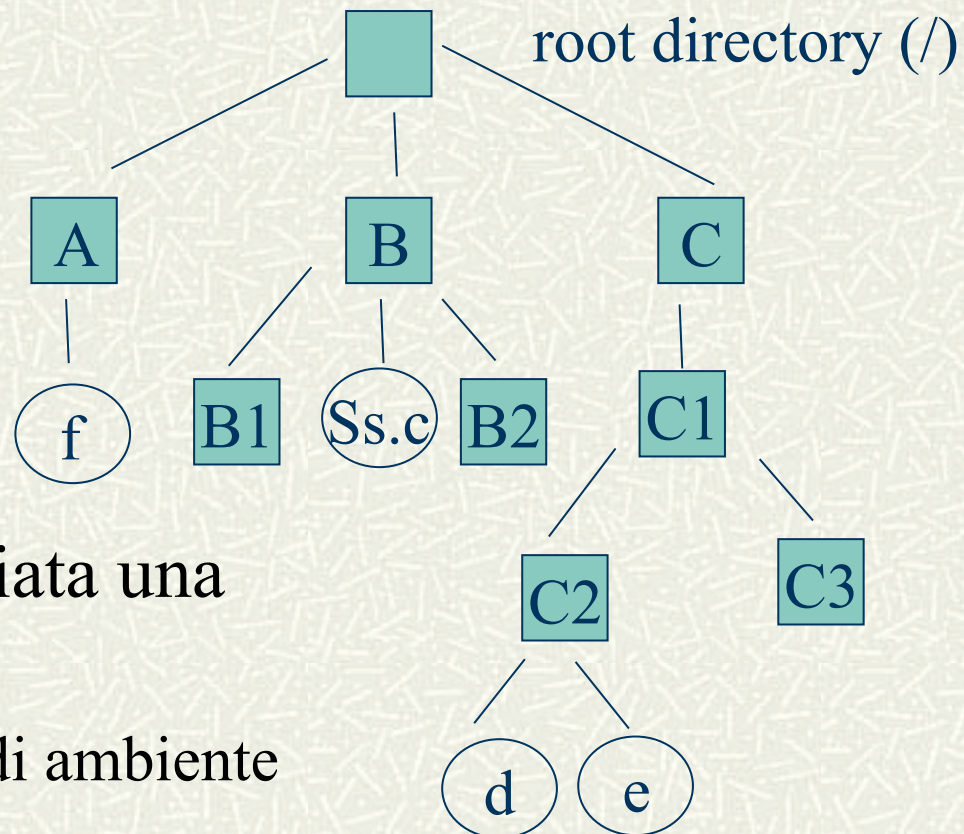 root directory (/)
A B C
f B1 Ss.c B2 C1
iata una
C2 C3
di ambiente
d e